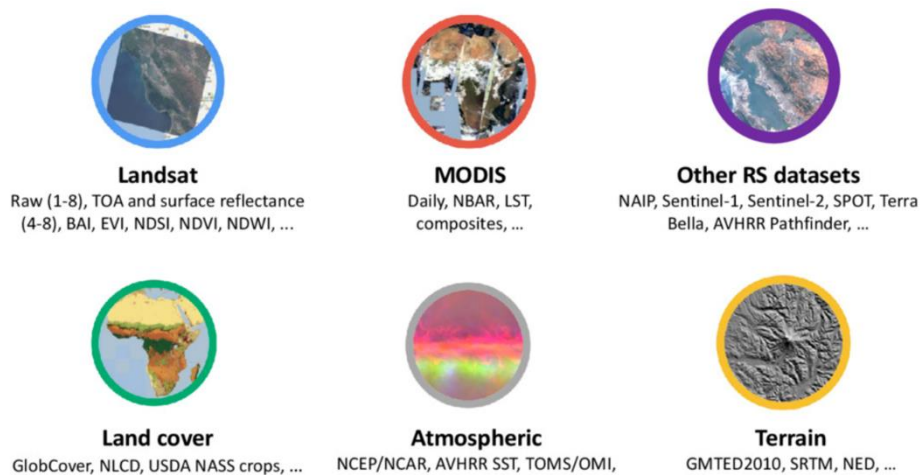 Landsat
Raw (1-8), TOA and surface reflectance
(4-8), BAI, EVI, NDSI, NDVI, NDWI, ...
MODIS
Daily, NBAR, LST,
composites, ...
Other RS datasets
NAIP, Sentinel-1, Sentinel-2, SPOT, Terra
Bella, AVHRR Pathfinder, ...
Land cover
GlobCover, NLCD, USDA NASS crops, ...
Atmospheric
NCEP/NCAR, AVHRR SST, TOMS/OMI,
Terrain
GMTED2010, SRTM, NED, ...